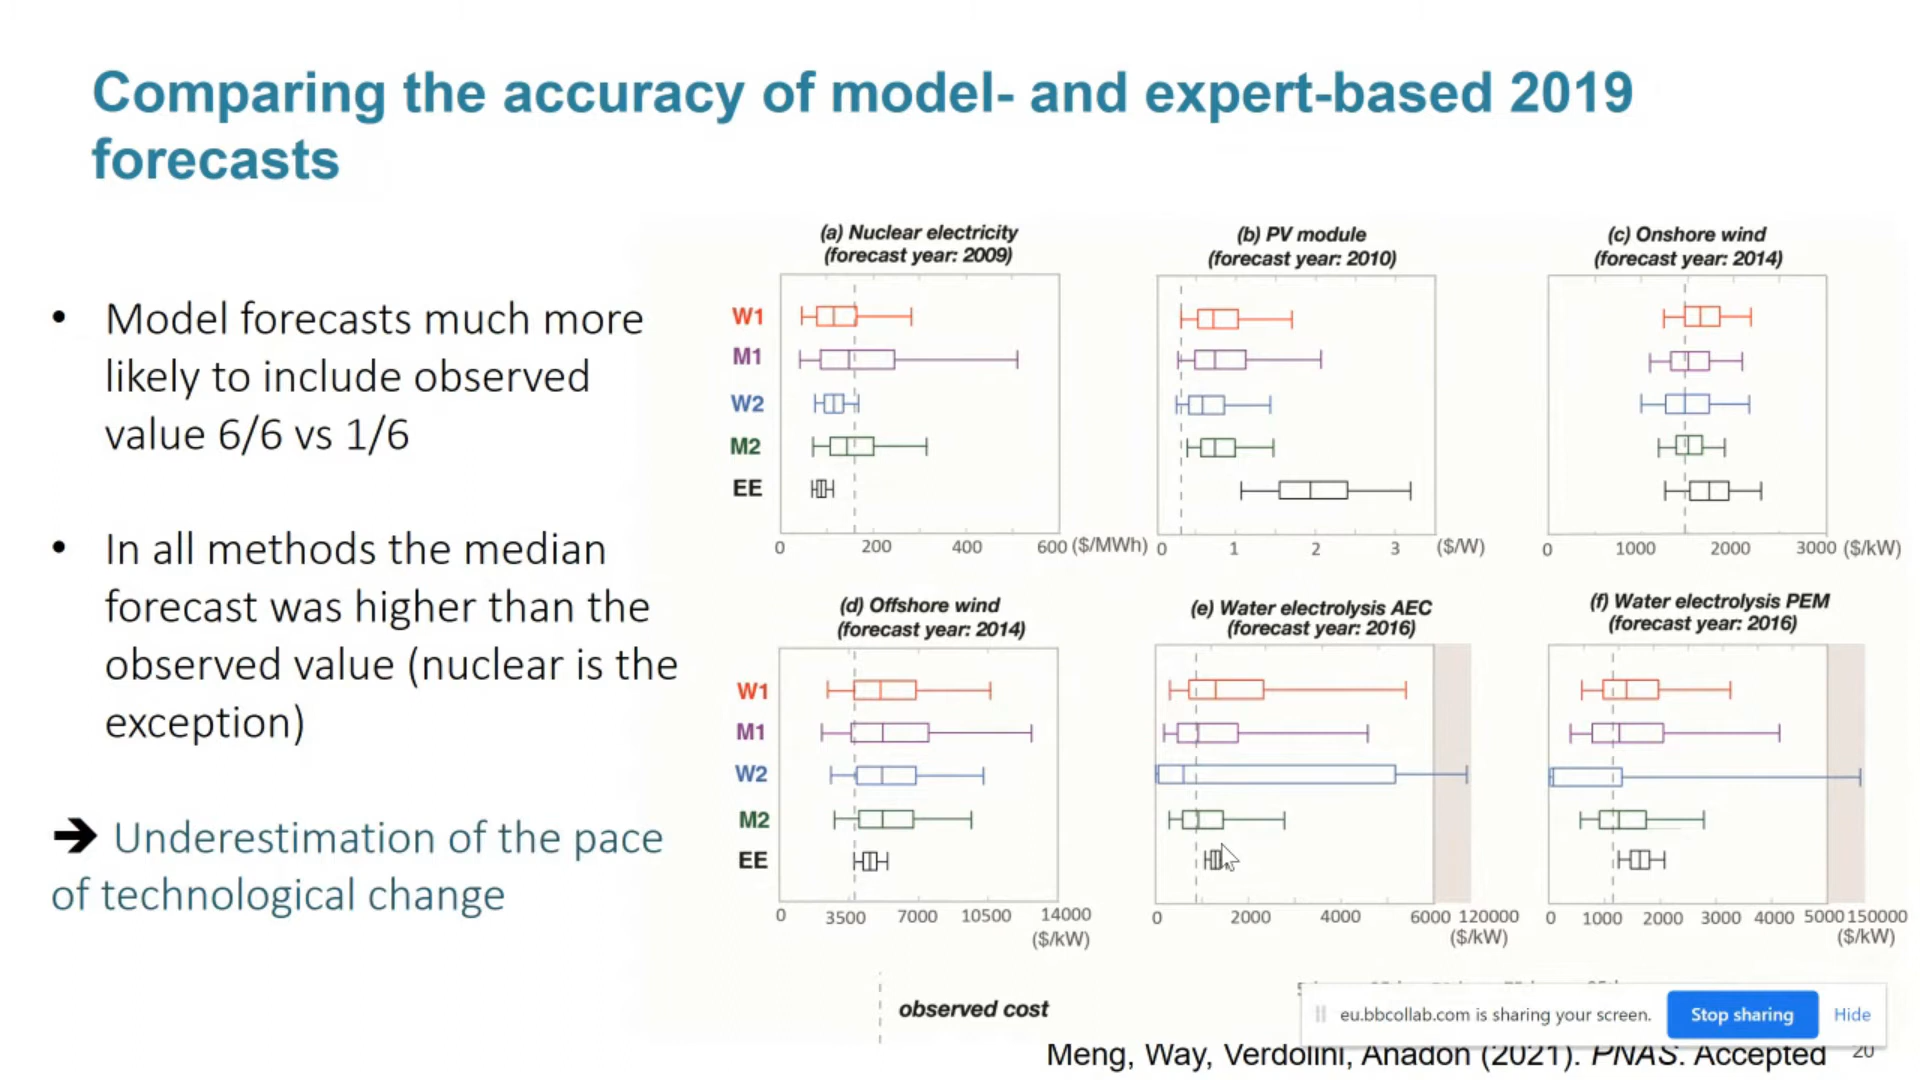 Comparing the accuracy of model- and expert-based 2019
forecasts
• Model forecasts much more
likely to include observed
value 6/6 vs 1/6
• In all methods the median
forecast was higher than the
observed value (nuclear is the
exception)
➔ Underestimation of the pace
of technological change
(a) Nuclear electricity
(forecast year: 2009)
W1
M1
W2
M2
EE
0 200 400 600 ($/MWh)
(b) PV module
(forecast year: 2010)
0 1 2 3 ($/W)
(c) Onshore wind
(forecast year: 2014)
0 1000 2000 3000 ($/kW)
(d) Offshore wind
(forecast year: 2014)
W1
M1
W2
M2
EE
0 3500 7000 10500 14000
($/kW)
(e) Water electrolysis AEC
(forecast year: 2016)
0 2000 4000 6000 120000
($/kW)
(f) Water electrolysis PEM
(forecast year: 2016)
0 1000 2000 3000 4000 5000 150000
($/kW)
observed cost
eu.bbcollab.com is sharing your screen.
Stop sharing
Hide
Meng, Way, Verdolini, Anadon (2021). PNAS. Accepted
20